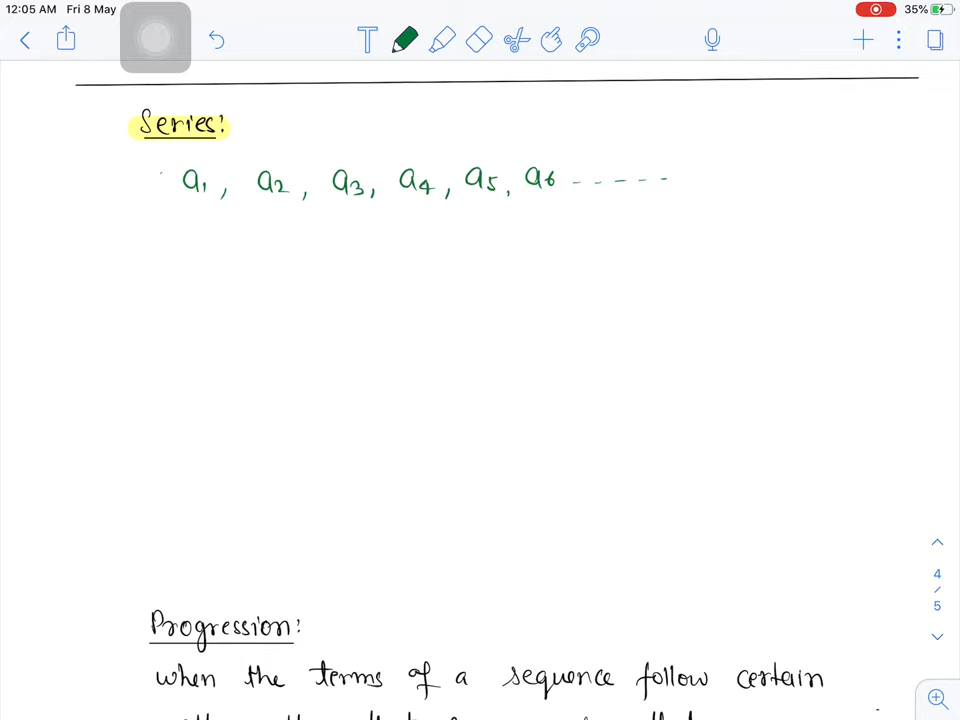 12:05 AM Fri 8 May 35%
T
Series:
a1, a2, a3, a4, a5, a6 ------
4
/
5
Progression:
when the terms of a sequence follow certain